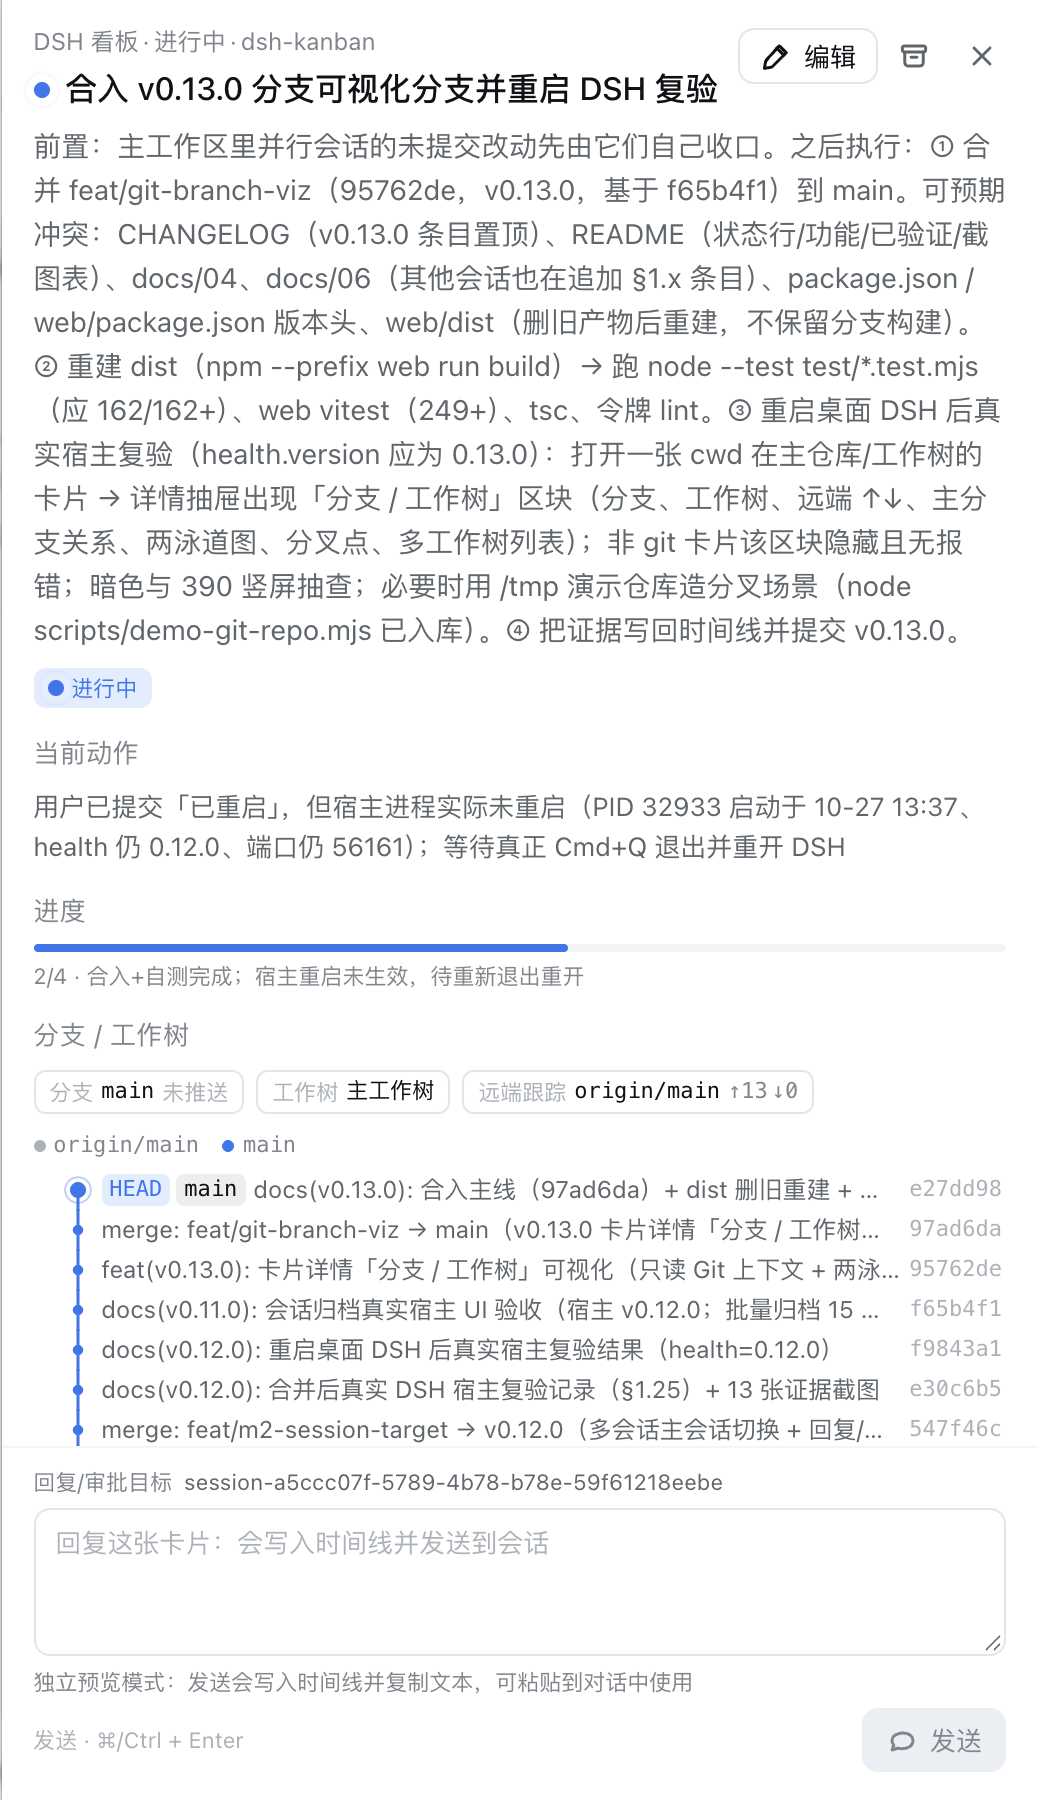 DSH 看板 · 进行中 · dsh-kanban
编辑
合入 v0.13.0 分支可视化分支并重启 DSH 复验
前置：主工作区里并行会话的未提交改动先由它们自己收口。之后执行：① 合
并 feat/git-branch-viz（95762de，v0.13.0，基于 f65b4f1）到 main。可预期
冲突：CHANGELOG（v0.13.0 条目置顶）、README（状态行/功能/已验证/截
图表）、docs/04、docs/06（其他会话也在追加 §1.x 条目）、package.json /
web/package.json 版本头、web/dist（删旧产物后重建，不保留分支构建）。
② 重建 dist（npm --prefix web run build）→ 跑 node --test test/*.test.mjs
（应 162/162+）、web vitest（249+）、tsc、令牌 lint。③ 重启桌面 DSH 后真
实宿主复验（health.version 应为 0.13.0）：打开一张 cwd 在主仓库/工作树的
卡片 → 详情抽屉出现「分支 / 工作树」区块（分支、工作树、远端 ↑↓、主分
支关系、两泳道图、分叉点、多工作树列表）；非 git 卡片该区块隐藏且无报
错；暗色与 390 竖屏抽查；必要时用 /tmp 演示仓库造分叉场景（node
scripts/demo-git-repo.mjs 已入库）。④ 把证据写回时间线并提交 v0.13.0。
进行中
当前动作
用户已提交「已重启」，但宿主进程实际未重启（PID 32933 启动于 10-27 13:37、
health 仍 0.12.0、端口仍 56161）；等待真正 Cmd+Q 退出并重开 DSH
进度
2/4 · 合入+自测完成；宿主重启未生效，待重新退出重开
分支 / 工作树
分支 main 未推送 工作树 主工作树 远端跟踪 origin/main ↑13 ↓0
origin/main main
HEAD main docs(v0.13.0): 合入主线（97ad6da）+ dist 删旧重建 + ... e27dd98
merge: feat/git-branch-viz → main（v0.13.0 卡片详情「分支 / 工作树... 97ad6da
feat(v0.13.0): 卡片详情「分支 / 工作树」可视化（只读 Git 上下文 + 两泳... 95762de
docs(v0.11.0): 会话归档真实宿主 UI 验收（宿主 v0.12.0；批量归档 15 ... f65b4f1
docs(v0.12.0): 重启桌面 DSH 后真实宿主复验结果（health=0.12.0） f9843a1
docs(v0.12.0): 合并后真实 DSH 宿主复验记录（§1.25）+ 13 张证据截图 e30c6b5
merge: feat/m2-session-target → v0.12.0（多会话主会话切换 + 回复/... 547f46c
回复/审批目标 session-a5ccc07f-5789-4b78-b78e-59f61218eebe
回复这张卡片：会写入时间线并发送到会话
独立预览模式：发送会写入时间线并复制文本，可粘贴到对话中使用
发送 · ⌘/Ctrl + Enter
发送